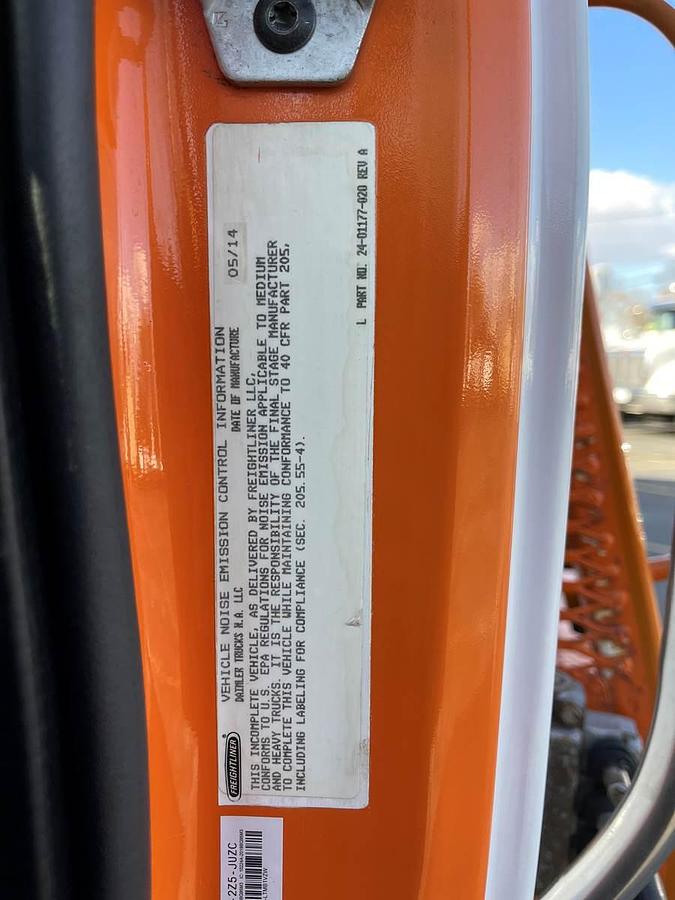 VEHICLE NOISE EMISSION CONTROL INFORMATION
DAIMLER TRUCKS N.A. LLC DATE OF MANUFACTURE 05/14
FREIGHTLINER
THIS INCOMPLETE VEHICLE, AS DELIVERED BY FREIGHTLINER LLC,
CONFORMS TO U.S. EPA REGULATIONS FOR NOISE EMISSION APPLICABLE TO MEDIUM
AND HEAVY TRUCKS. IT IS THE RESPONSIBILITY OF THE FINAL STAGE MANUFACTURER
TO COMPLETE THIS VEHICLE WHILE MAINTAINING CONFORMANCE TO 40 CFR PART 205,
INCLUDING LABELING FOR COMPLIANCE (SEC. 205.55-4).
L PART NO. 24-01177-020 REV A
-2Z5-JUZC